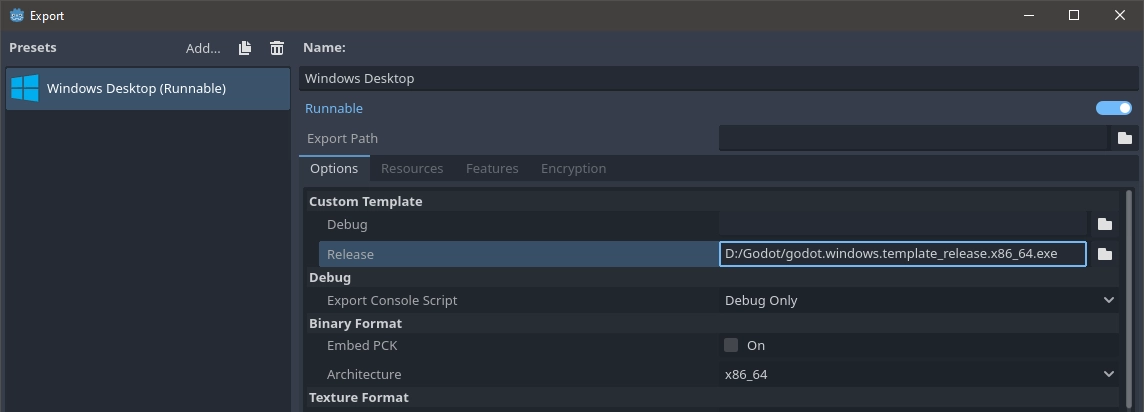 Export
Presets Add... Name:
Windows Desktop (Runnable) Windows Desktop
Runnable
Export Path
Options Resources Features Encryption
Custom Template
Debug
Release D:/Godot/godot.windows.template_release.x86_64.exe
Debug
Export Console Script Debug Only
Binary Format
Embed PCK On
Architecture x86_64
Texture Format